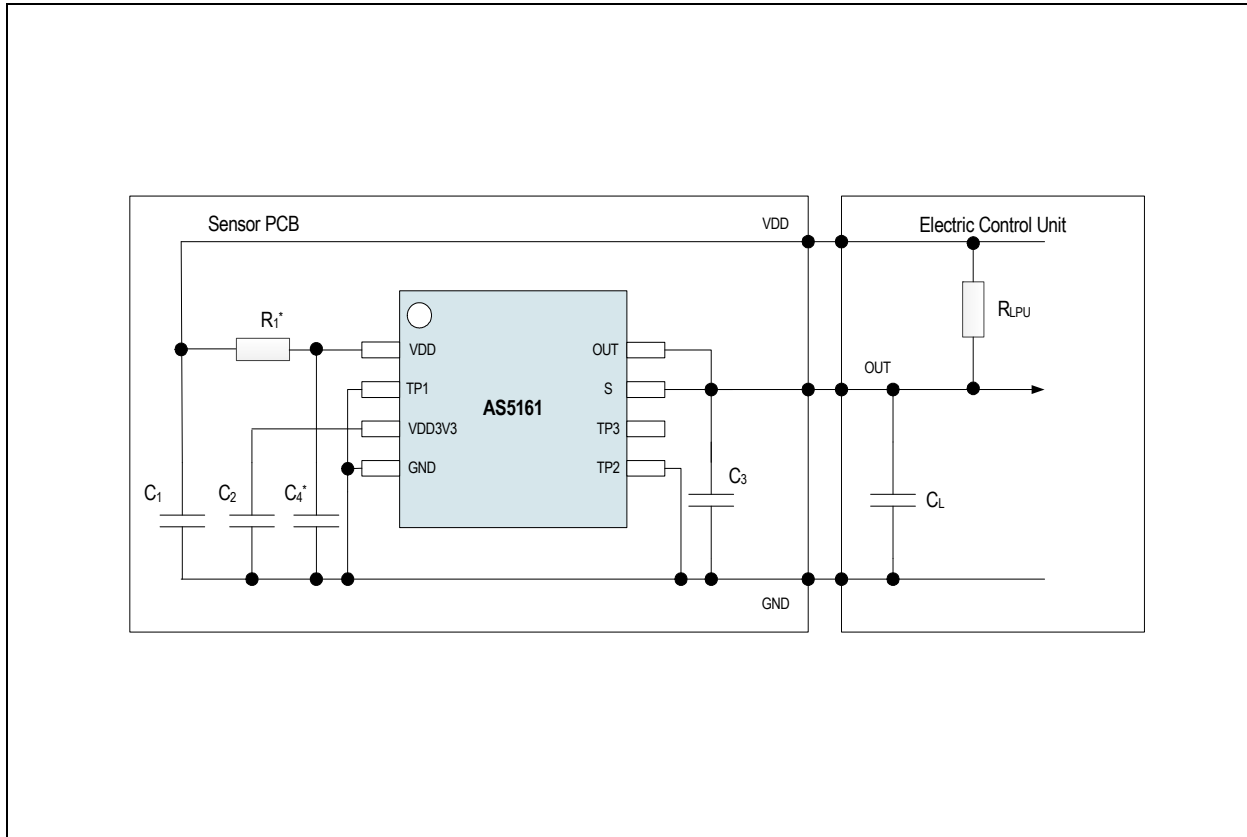 Sensor PCB
VDD
Electric Control Unit
R1*
RLPU
VDD
OUT
OUT
TP1
S
AS5161
VDD3V3
TP3
GND
TP2
C1
C2
C4*
C3
CL
GND